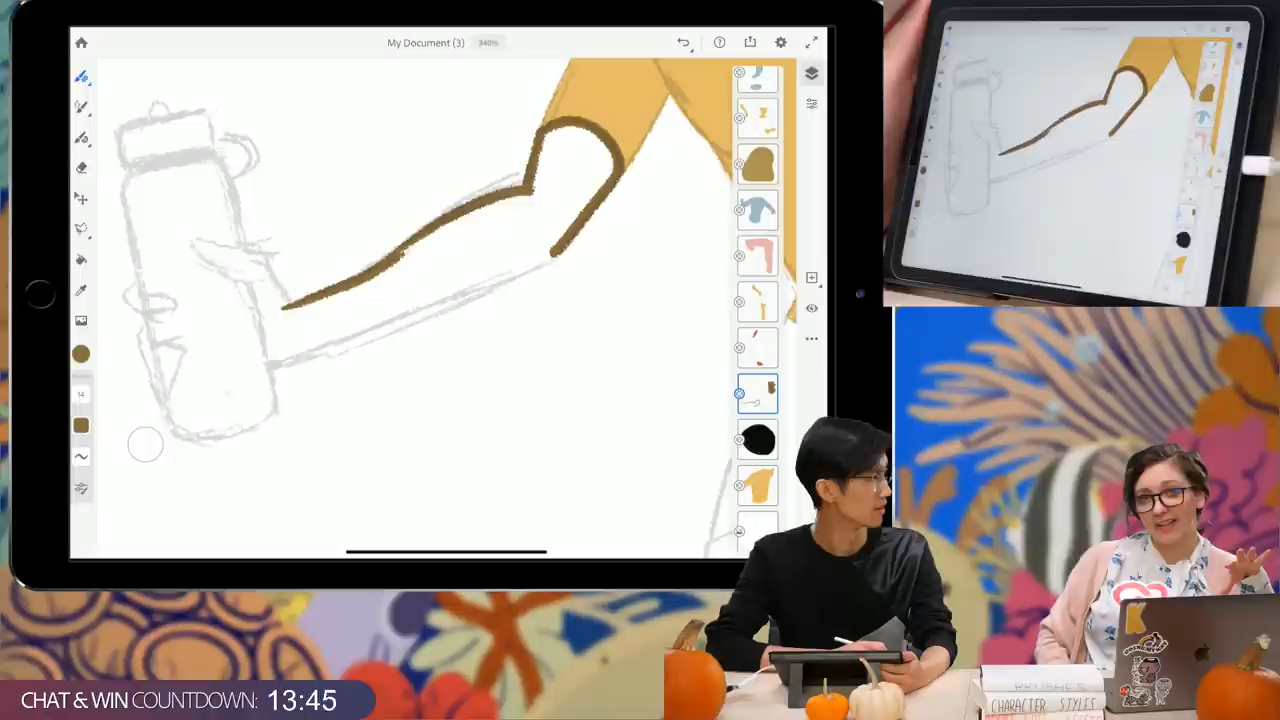 My Document (3) 340%
14
CHAT & WIN COUNTDOWN: 13:45
K
CHARACTER STYLES